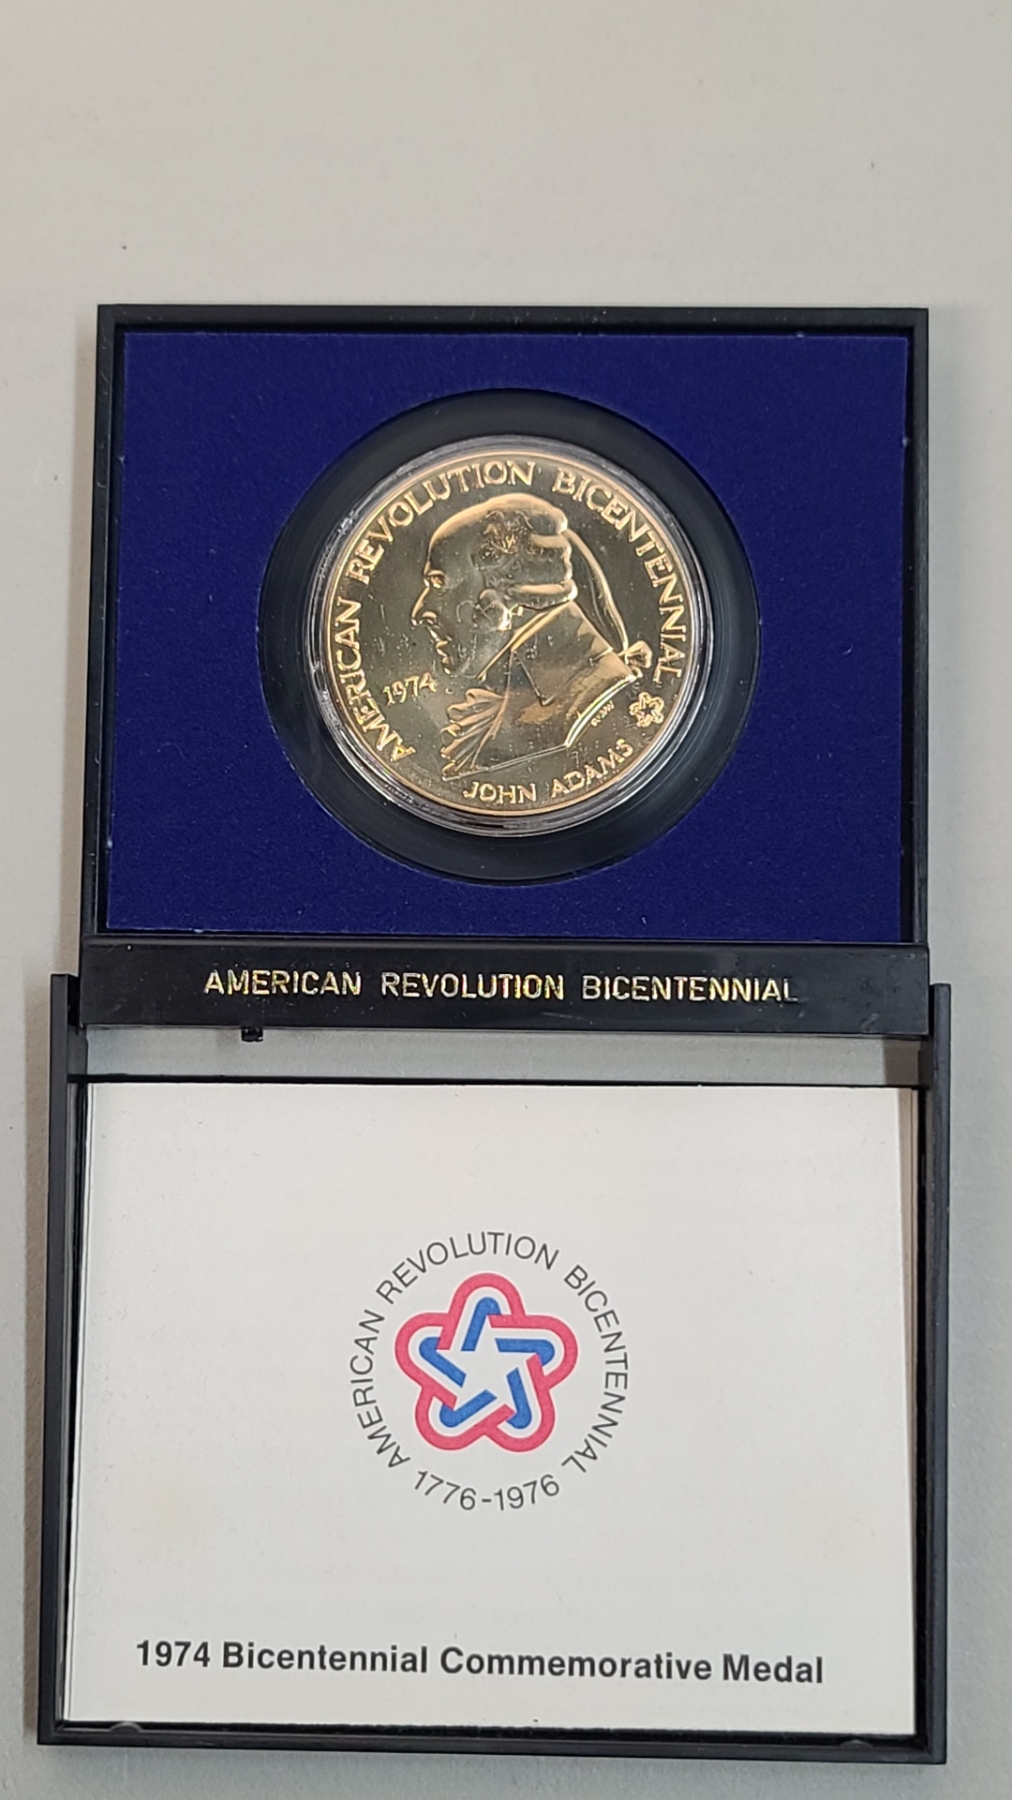 AMERICAN REVOLUTION BICENTENNIAL
1974
JOHN ADAMS
AMERICAN REVOLUTION BICENTENNIAL
AMERICAN REVOLUTION BICENTENNIAL
1776-1976
1974 Bicentennial Commemorative Medal